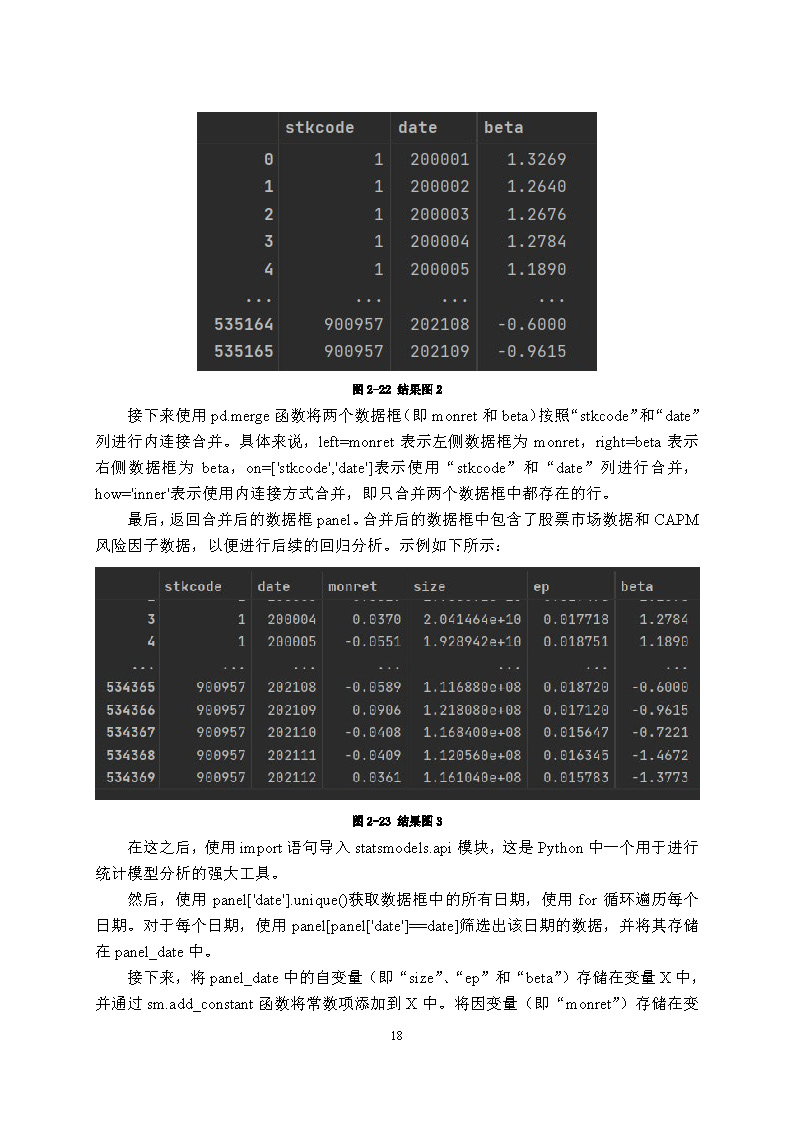 stkcode date beta
0 1 200001 1.3269
1 1 200002 1.2640
2 1 200003 1.2676
3 1 200004 1.2784
4 1 200005 1.1890
... ... ... ...
535164 900957 202108 -0.6000
535165 900957 202109 -0.9615
图2-22 结果图2
接下来使用 pd.merge 函数将两个数据框（即 monret 和 beta）按照“stkcode”和“date”
列进行内连接合并。具体来说，left=monret 表示左侧数据框为 monret，right=beta 表示
右侧数据框为 beta，on=['stkcode','date']表示使用“stkcode”和“date”列进行合并，
how='inner'表示使用内连接方式合并，即只合并两个数据框中都存在的行。
最后，返回合并后的数据框 panel。合并后的数据框中包含了股票市场数据和 CAPM
风险因子数据，以便进行后续的回归分析。示例如下所示：
stkcode date monret size ep beta
3 1 200004 0.0370 2.041464e+10 0.017718 1.2784
4 1 200005 -0.0551 1.928942e+10 0.018751 1.1890
... ... ... ... ... ... ...
534365 900957 202108 -0.0589 1.116880e+08 0.018720 -0.6000
534366 900957 202109 0.0906 1.218080e+08 0.017120 -0.9615
534367 900957 202110 -0.0408 1.168400e+08 0.015647 -0.7221
534368 900957 202111 -0.0409 1.120560e+08 0.016345 -1.4672
534369 900957 202112 0.0361 1.161040e+08 0.015783 -1.3773
图2-23 结果图3
在这之后，使用 import 语句导入 statsmodels.api 模块，这是 Python 中一个用于进行
统计模型分析的强大工具。
然后，使用 panel['date'].unique()获取数据框中的所有日期，使用 for 循环遍历每个
日期。对于每个日期，使用 panel[panel['date']==date]筛选出该日期的数据，并将其存储
在 panel_date 中。
接下来，将 panel_date 中的自变量（即“size”、“ep”和“beta”）存储在变量 X 中，
并通过 sm.add_constant 函数将常数项添加到 X 中。将因变量（即“monret”）存储在变
18